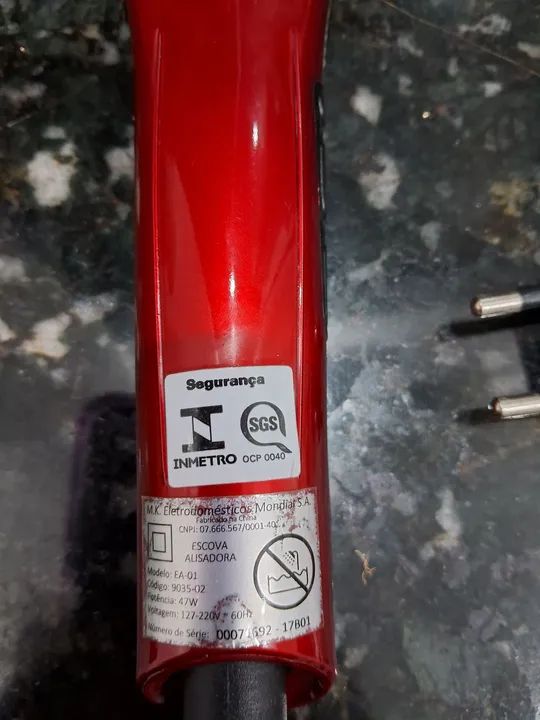 Segurança
SGS
INMETRO OCP 0040
M.K. Eletrodomésticos Mondial S.A.
Fabricado na China
CNPJ: 07.666.567/0001-40
ESCOVA
ALISADORA
Modelo: EA-01
Código: 9035-02
Potência: 47W
Voltagem: 127-220V ~ 60Hz
Número de Série: 00071692 - 17B01